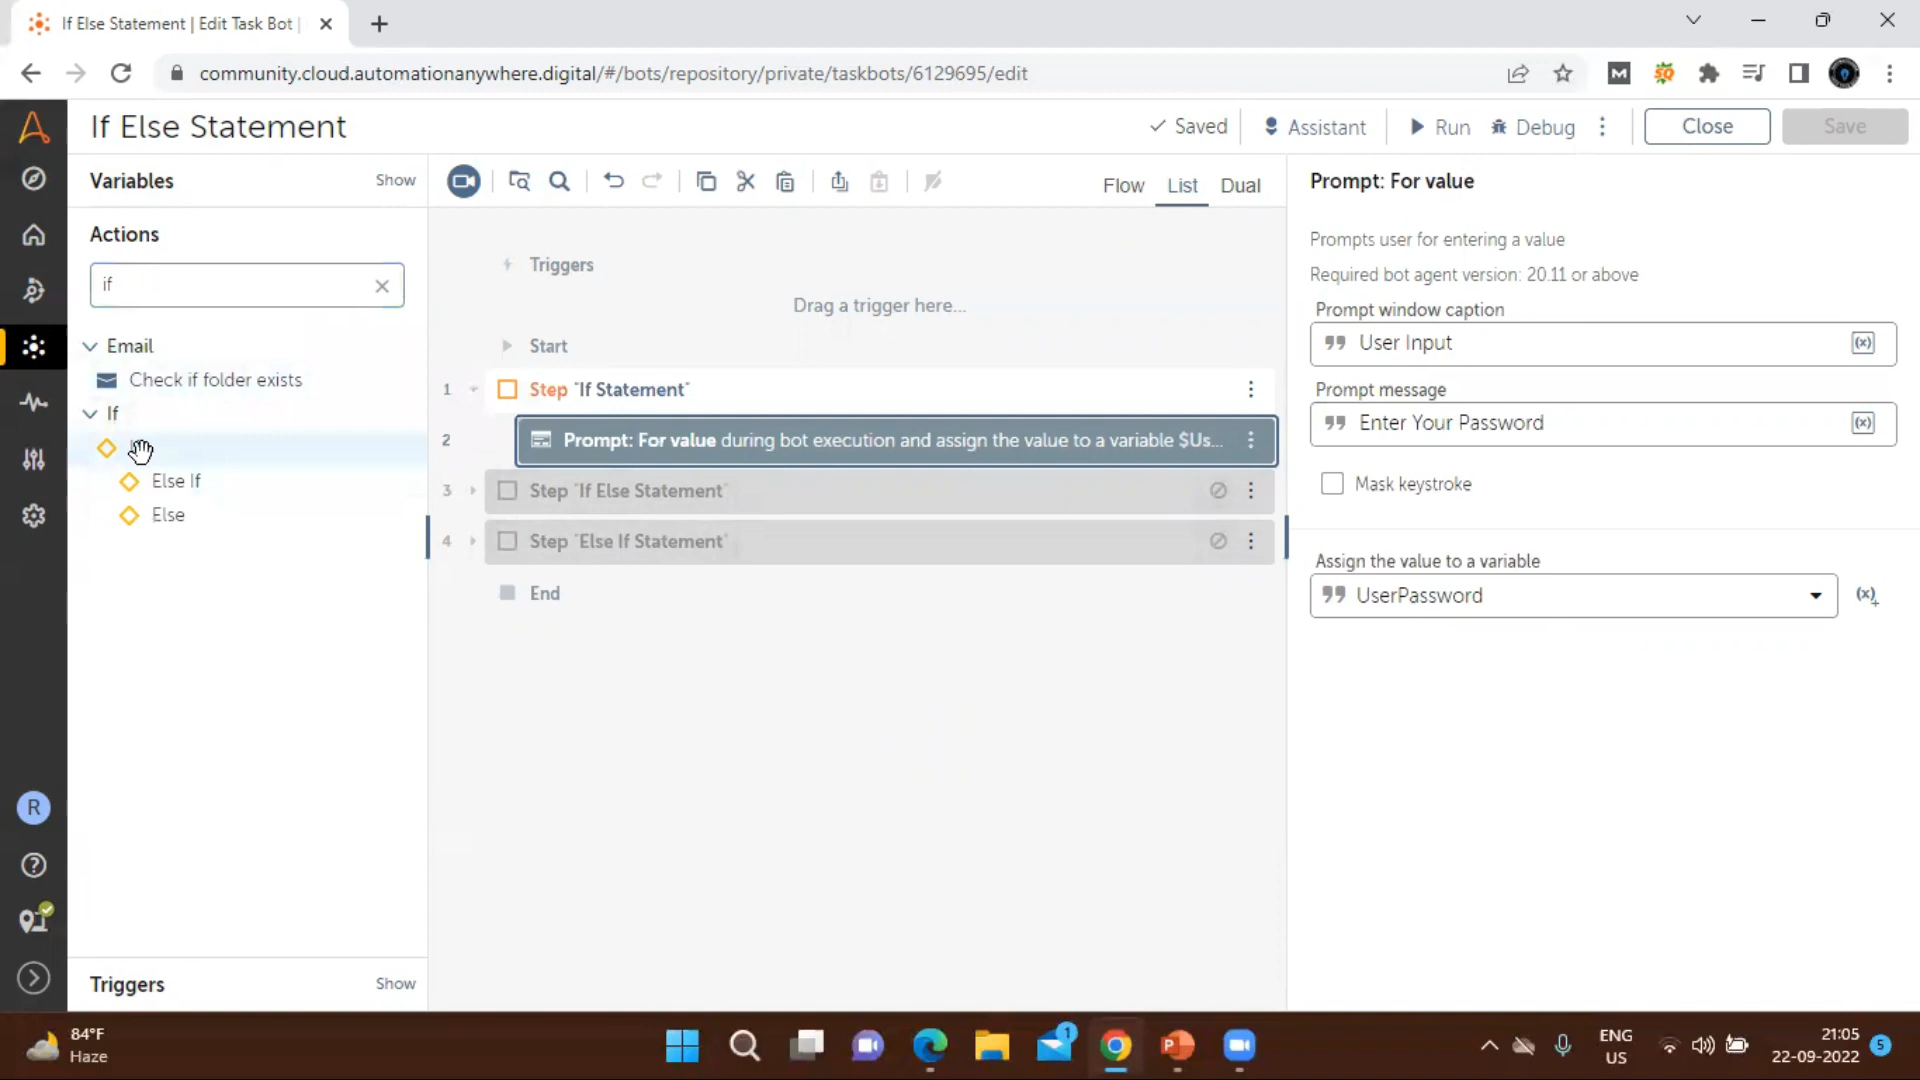 If Else Statement | Edit Task Bot |
community.cloud.automationanywhere.digital/#/bots/repository/private/taskbots/6129695/edit
If Else Statement
Saved
Assistant
Run
Debug
Close
Save
Variables
Show
Flow
List
Dual
Prompt: For value
Actions
if
Email
Check if folder exists
If
Else If
Else
Triggers
Drag a trigger here...
Start
1 Step "If Statement"
2 Prompt: For value during bot execution and assign the value to a variable $Us...
3 Step "If Else Statement"
4 Step "Else If Statement"
End
Prompts user for entering a value
Required bot agent version: 20.11 or above
Prompt window caption
User Input
(x)
Prompt message
Enter Your Password
(x)
Mask keystroke
Assign the value to a variable
UserPassword
(x)+
R
Triggers
Show
84°F
Haze
1
P
ENG
US
21:05
22-09-2022
5